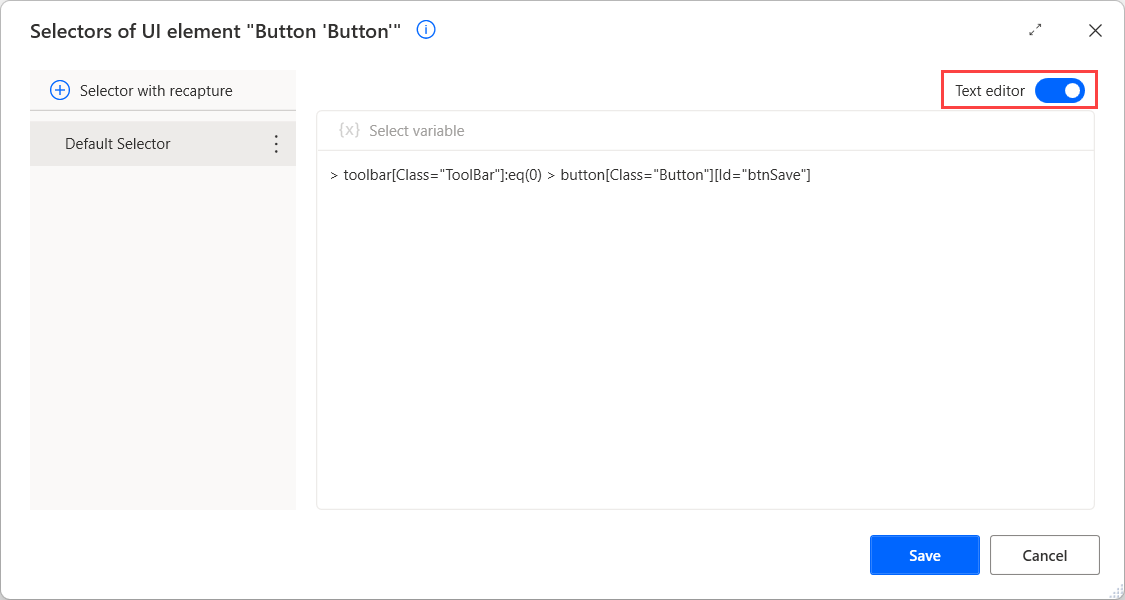 Selectors of UI element "Button 'Button'"
Selector with recapture
Text editor
Default Selector
{x} Select variable
> toolbar[Class="ToolBar"]:eq(0) > button[Class="Button"][Id="btnSave"]
Save
Cancel